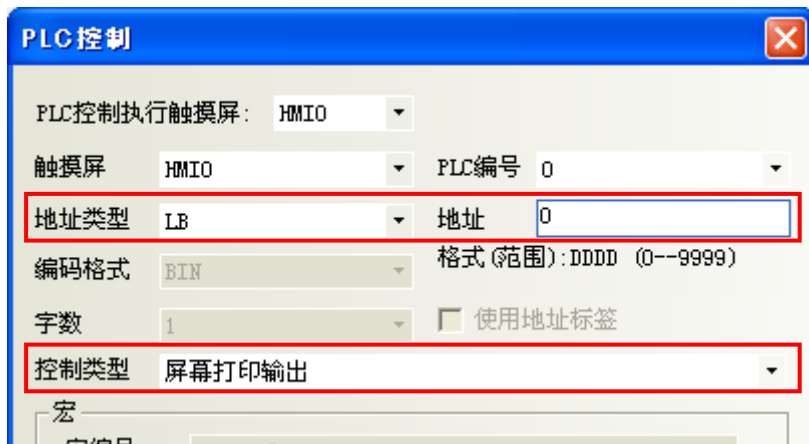 PLC控制
PLC控制执行触摸屏: HMI0
触摸屏 HMI0 PLC编号 0
地址类型 LB 地址 0
编码格式 BIN 格式(范围):DDDD (0--9999)
字数 1 使用地址标签
控制类型 屏幕打印输出
宏